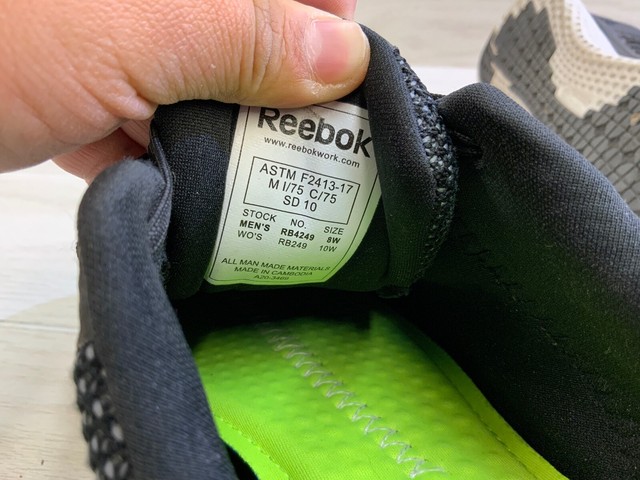 Reebok
www.reebokwork.com
ASTM F2413-17
M I/75 C/75
SD 10
STOCK NO. SIZE
MEN'S RB4249 8W
WO'S RB249 10W
ALL MAN MADE MATERIALS
MADE IN CAMBODIA